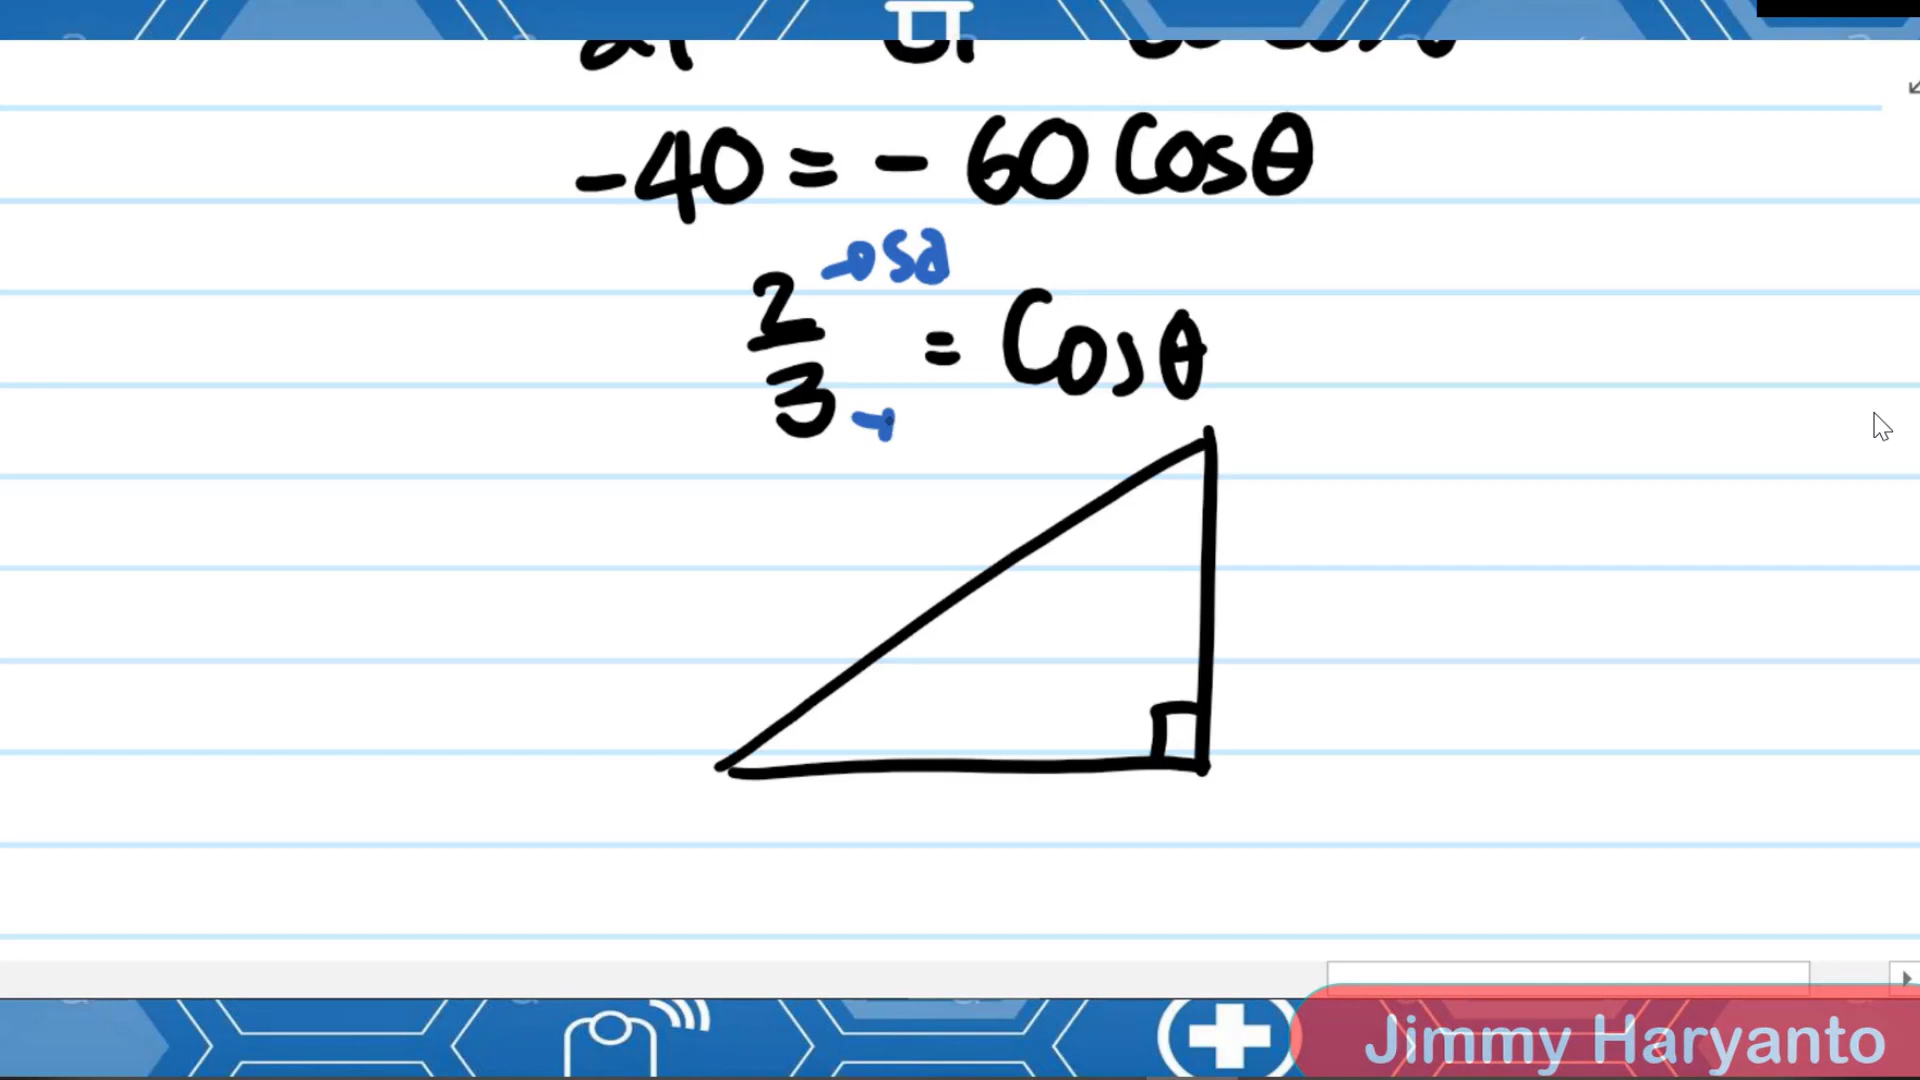 -40 = - 60 Cosθ
2/3 → sa = Cosθ
Jimmy Haryanto